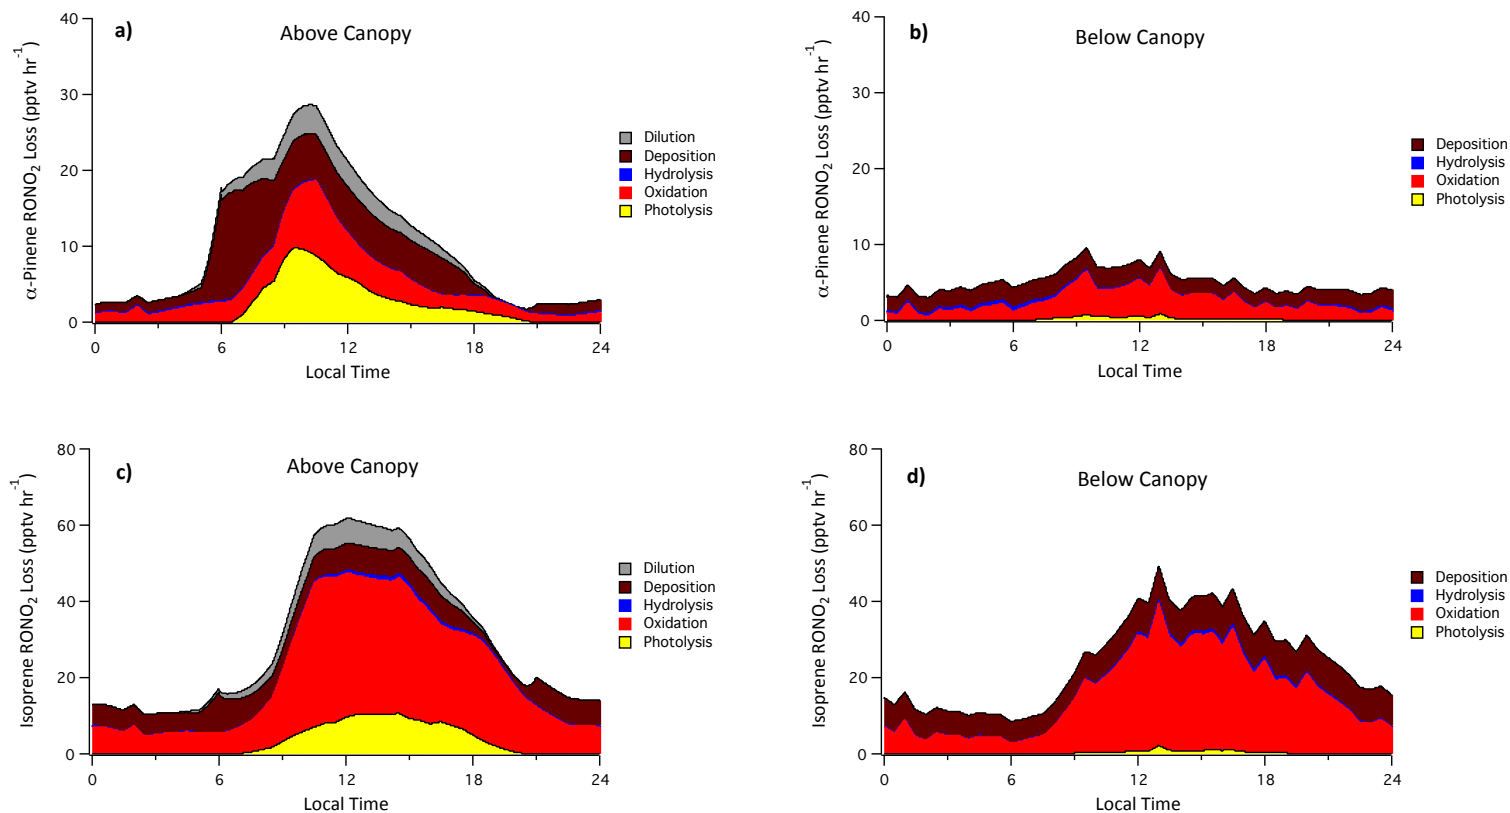 a)
Above Canopy
α-Pinene RONO₂ Loss (pptv hr⁻¹)
40
30
20
10
0
0
6
12
18
24
Local Time
Dilution
Deposition
Hydrolysis
Oxidation
Photolysis
b)
Below Canopy
α-Pinene RONO₂ Loss (pptv hr⁻¹)
40
30
20
10
0
0
6
12
18
24
Local Time
Deposition
Hydrolysis
Oxidation
Photolysis
c)
Above Canopy
Isoprene RONO₂ Loss (pptv hr⁻¹)
80
60
40
20
0
0
6
12
18
24
Local Time
Dilution
Deposition
Hydrolysis
Oxidation
Photolysis
d)
Below Canopy
Isoprene RONO₂ Loss (pptv hr⁻¹)
80
60
40
20
0
0
6
12
18
24
Local Time
Deposition
Hydrolysis
Oxidation
Photolysis